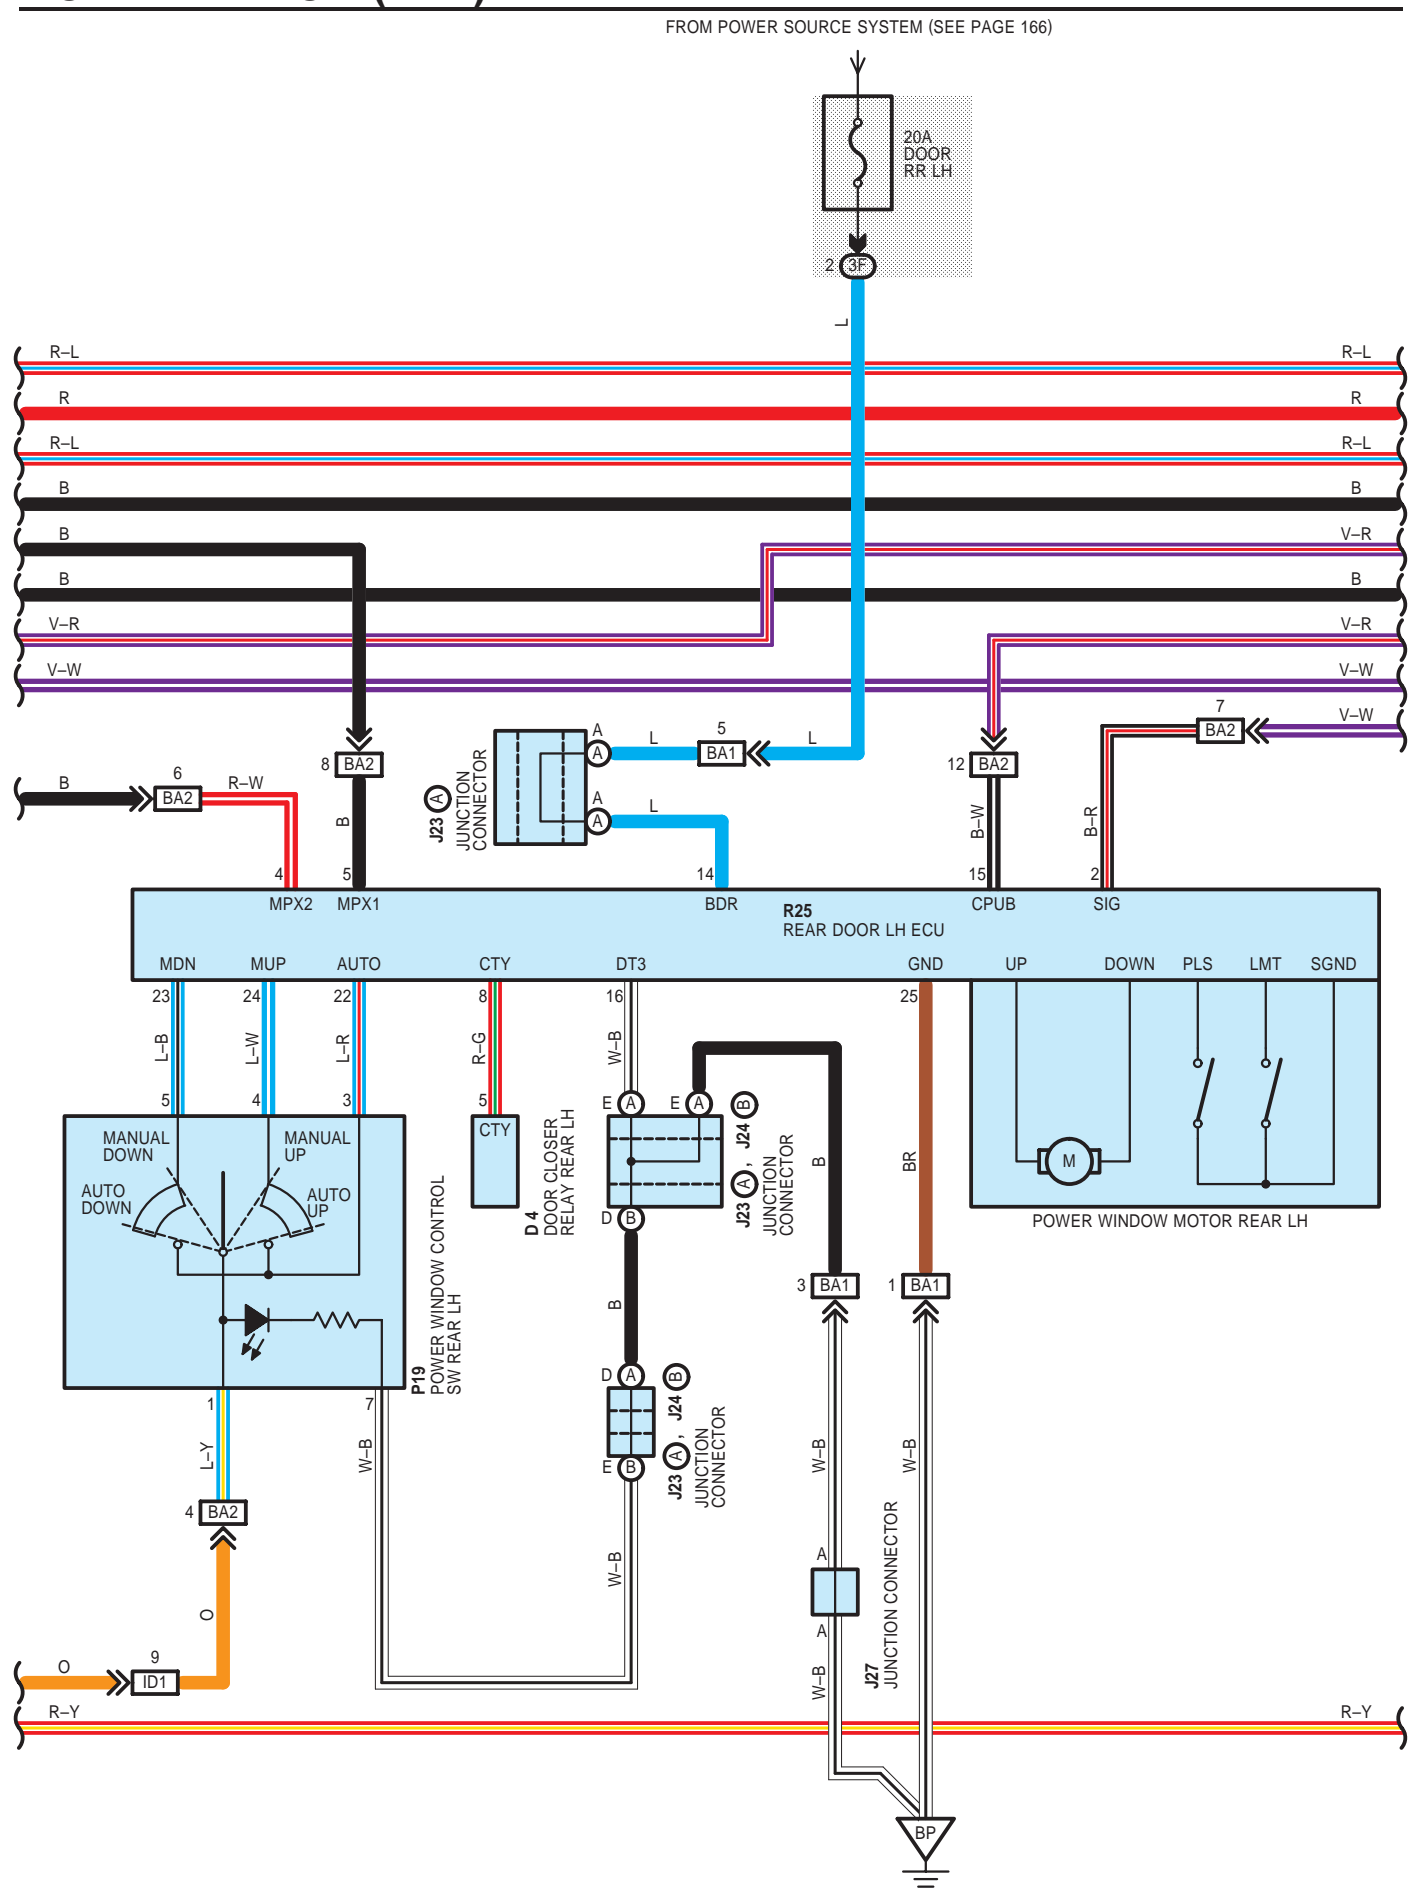 FROM POWER SOURCE SYSTEM (SEE PAGE 166)
20A
DOOR
RR LH
2 3F
L
R–L R–L
R R
R–L R–L
B B
B V–R
B B
V–R V–R
V–W V–W
V–W
7
BA2
A
A
L
5
BA1
L
8 BA2
12 BA2
B
6
BA2
R–W
B
J23 A
JUNCTION
CONNECTOR
A
A
L
B–W
B–R
4 5 14 15 2
MPX2 MPX1 BDR CPUB SIG
R25
REAR DOOR LH ECU
MDN MUP AUTO CTY DT3 GND UP DOWN PLS LMT SGND
23 24 22 8 16 25
L–B L–W L–R R–G W–B
5 4 3 5
CTY
D 4
DOOR CLOSER
RELAY REAR LH
E A E A
J23 A , J24 B
JUNCTION
CONNECTOR
B
BR
M
POWER WINDOW MOTOR REAR LH
MANUAL
DOWN
MANUAL
UP
AUTO
DOWN
AUTO
UP
D B
3 BA1 1 BA1
B
P19
POWER WINDOW CONTROL
SW REAR LH
D A
J23 A , J24 B
JUNCTION
CONNECTOR
E B
1 7
L–Y W–B
W–B W–B
4 BA2
W–B
A
A
J27
JUNCTION CONNECTOR
O
W–B
O
9
ID1
R–Y R–Y
BP